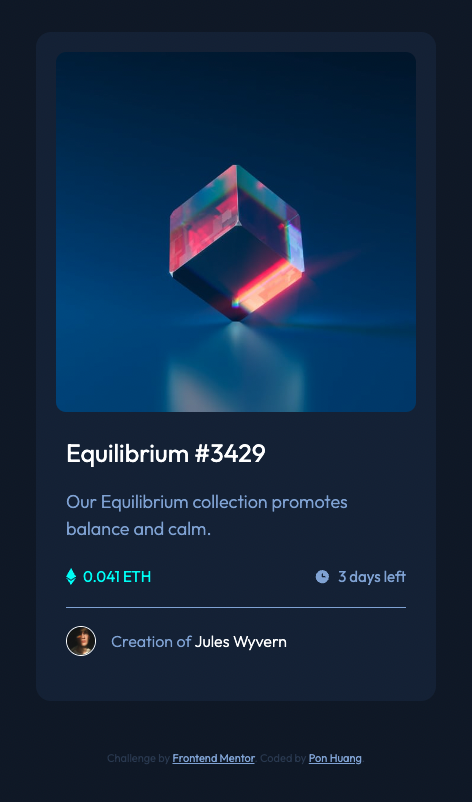 Equilibrium #3429
Our Equilibrium collection promotes
balance and calm.
0.041 ETH
3 days left
Creation of Jules Wyvern
Challenge by Frontend Mentor. Coded by Pon Huang.